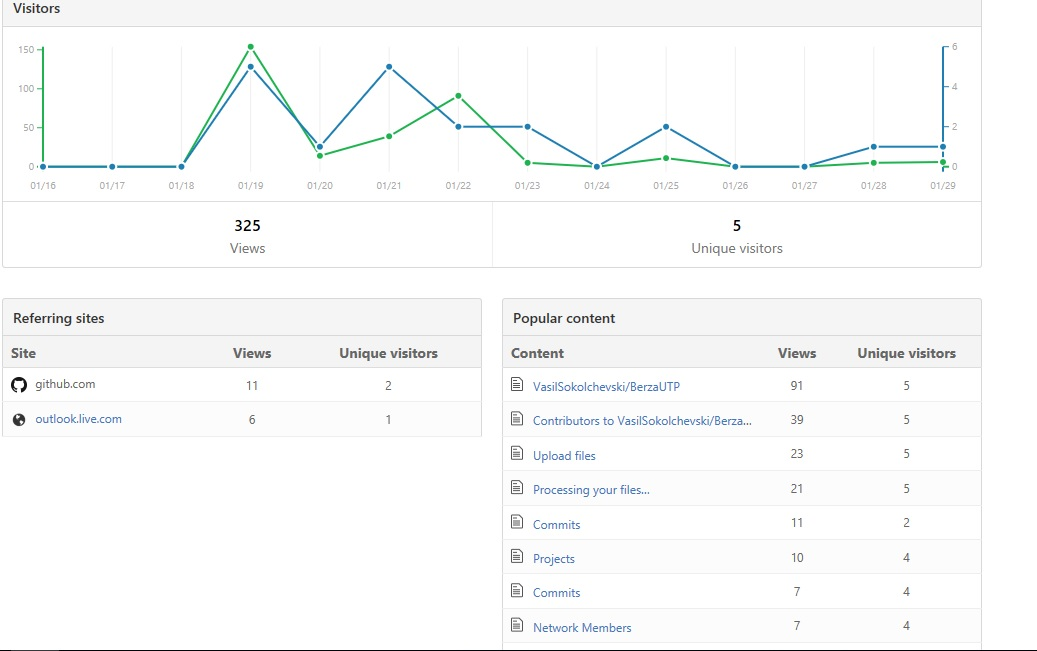 Visitors
150
100
50
0
6
4
2
0
01/16 01/17 01/18 01/19 01/20 01/21 01/22 01/23 01/24 01/25 01/26 01/27 01/28 01/29
325 5
Views Unique visitors
Referring sites
Site Views Unique visitors
github.com 11 2
outlook.live.com 6 1
Popular content
Content Views Unique visitors
VasilSokolchevski/BerzaUTP 91 5
Contributors to VasilSokolchevski/Berza... 39 5
Upload files 23 5
Processing your files... 21 5
Commits 11 2
Projects 10 4
Commits 7 4
Network Members 7 4